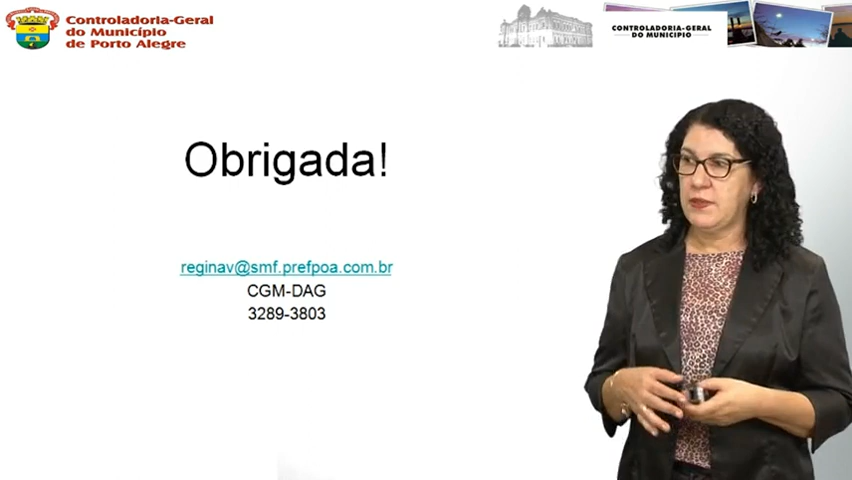 Controladoria-Geral
do Município
de Porto Alegre
CONTROLADORIA-GERAL
DO MUNICÍPIO
Obrigada!
reginav@smf.prefpoa.com.br
CGM-DAG
3289-3803